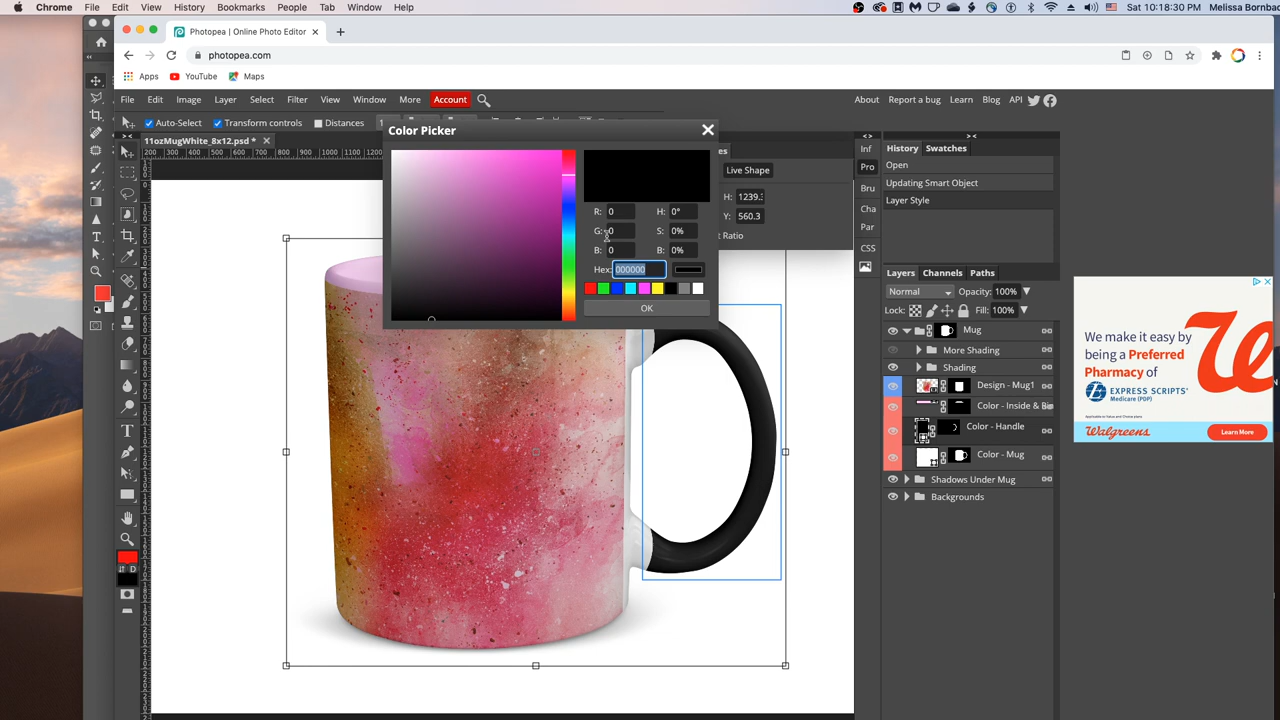 Chrome File Edit View History Bookmarks People Tab Window Help Sat 10:18:30 PM Melissa Bornbac
Photopea | Online Photo Editor
photopea.com
Apps YouTube Maps
File Edit Image Layer Select Filter View Window More Account About Report a bug Learn Blog API
Auto-Select Transform controls Distances
11ozMugWhite_8x12.psd *
Color Picker
R: 0 H: 0°
G: 0 S: 0%
B: 0 B: 0%
Hex: 000000
OK
Live Shape
H: 1239.
Y: 560.3
t Ratio
Inf
Pro
Bru
Cha
Par
CSS
History Swatches
Open
Updating Smart Object
Layer Style
Layers Channels Paths
Normal Opacity: 100%
Lock: Fill: 100%
Mug
More Shading
Shading
Design - Mug1
Color - Inside &
Color - Handle
Color - Mug
Shadows Under Mug
Backgrounds
We make it easy by
being a Preferred
Pharmacy of
EXPRESS SCRIPTS®
Medicare (PDP)
Walgreens
Learn More